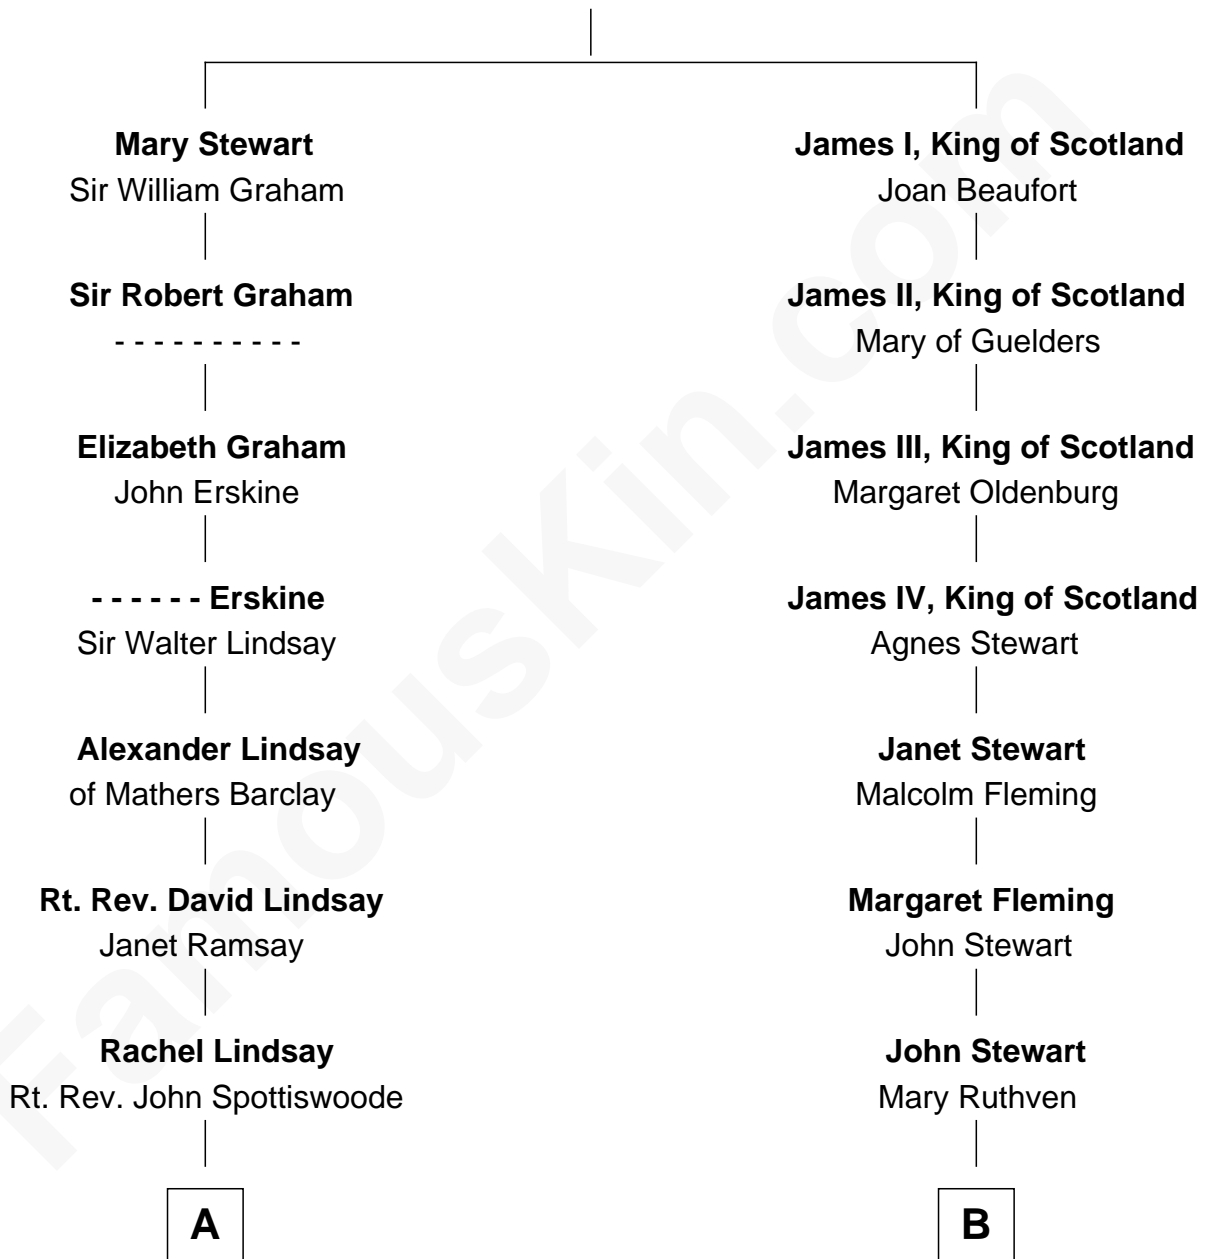 Mary Stewart
Sir William Graham
Sir Robert Graham
- - - - - - - - - -
Elizabeth Graham
John Erskine
- - - - - - Erskine
Sir Walter Lindsay
Alexander Lindsay
of Mathers Barclay
Rt. Rev. David Lindsay
Janet Ramsay
Rachel Lindsay
Rt. Rev. John Spottiswoode
A
James I, King of Scotland
Joan Beaufort
James II, King of Scotland
Mary of Guelders
James III, King of Scotland
Margaret Oldenburg
James IV, King of Scotland
Agnes Stewart
Janet Stewart
Malcolm Fleming
Margaret Fleming
John Stewart
John Stewart
Mary Ruthven
B
FamousKin.com